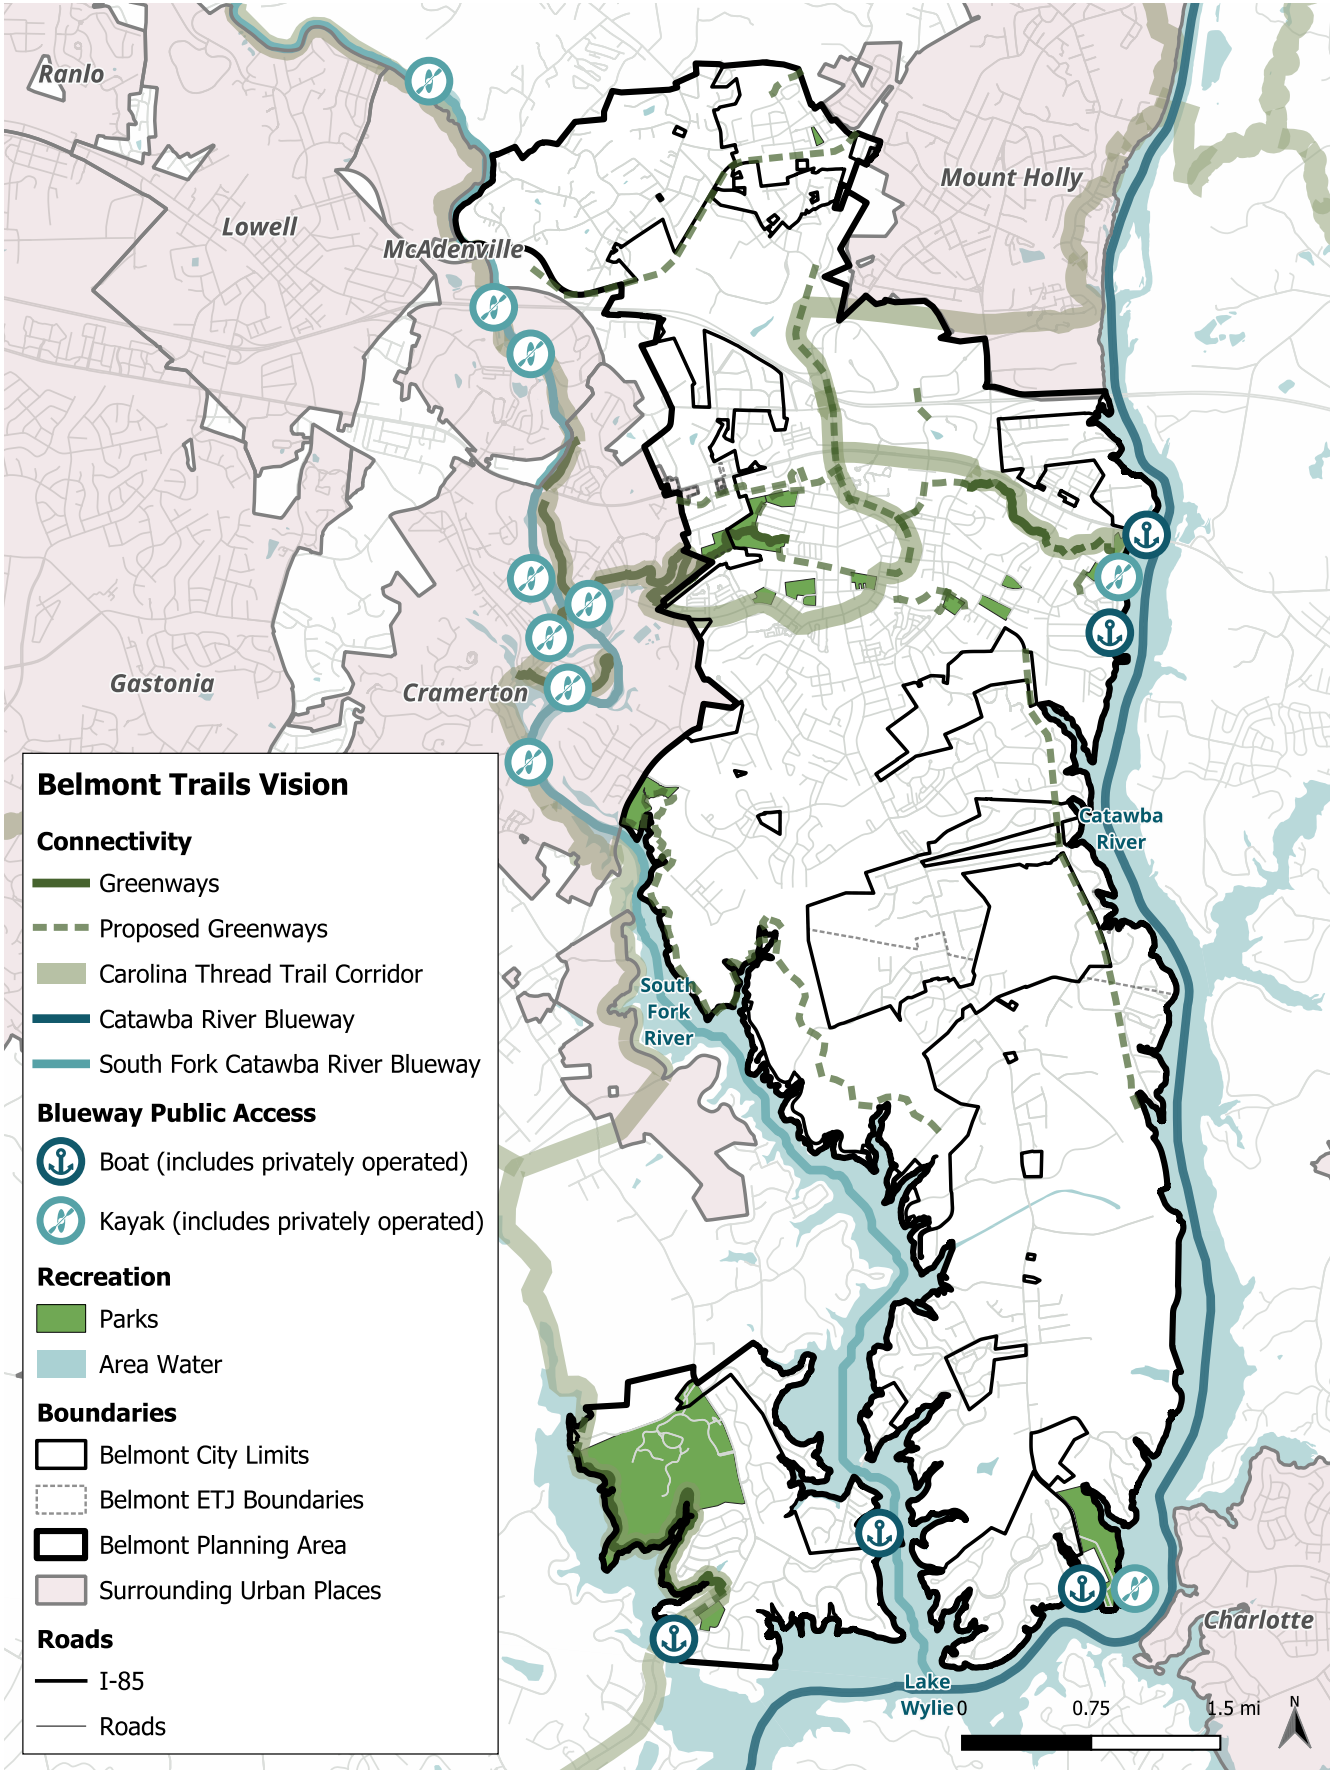 Ranlo
Mount Holly
Lowell
McAdenville
Gastonia
Cramerton
Catawba
River
South
Fork
River
Charlotte
Lake
Wylie
0 0.75 1.5 mi
N
Belmont Trails Vision
Connectivity
Greenways
Proposed Greenways
Carolina Thread Trail Corridor
Catawba River Blueway
South Fork Catawba River Blueway
Blueway Public Access
Boat (includes privately operated)
Kayak (includes privately operated)
Recreation
Parks
Area Water
Boundaries
Belmont City Limits
Belmont ETJ Boundaries
Belmont Planning Area
Surrounding Urban Places
Roads
I-85
Roads